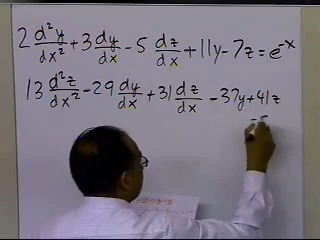 2 d²y/dx² + 3 dy/dx - 5 dz/dx + 11y - 7z = e^-x
13 d²z/dx² - 29 dy/dx + 31 dz/dx - 37y + 41z
=